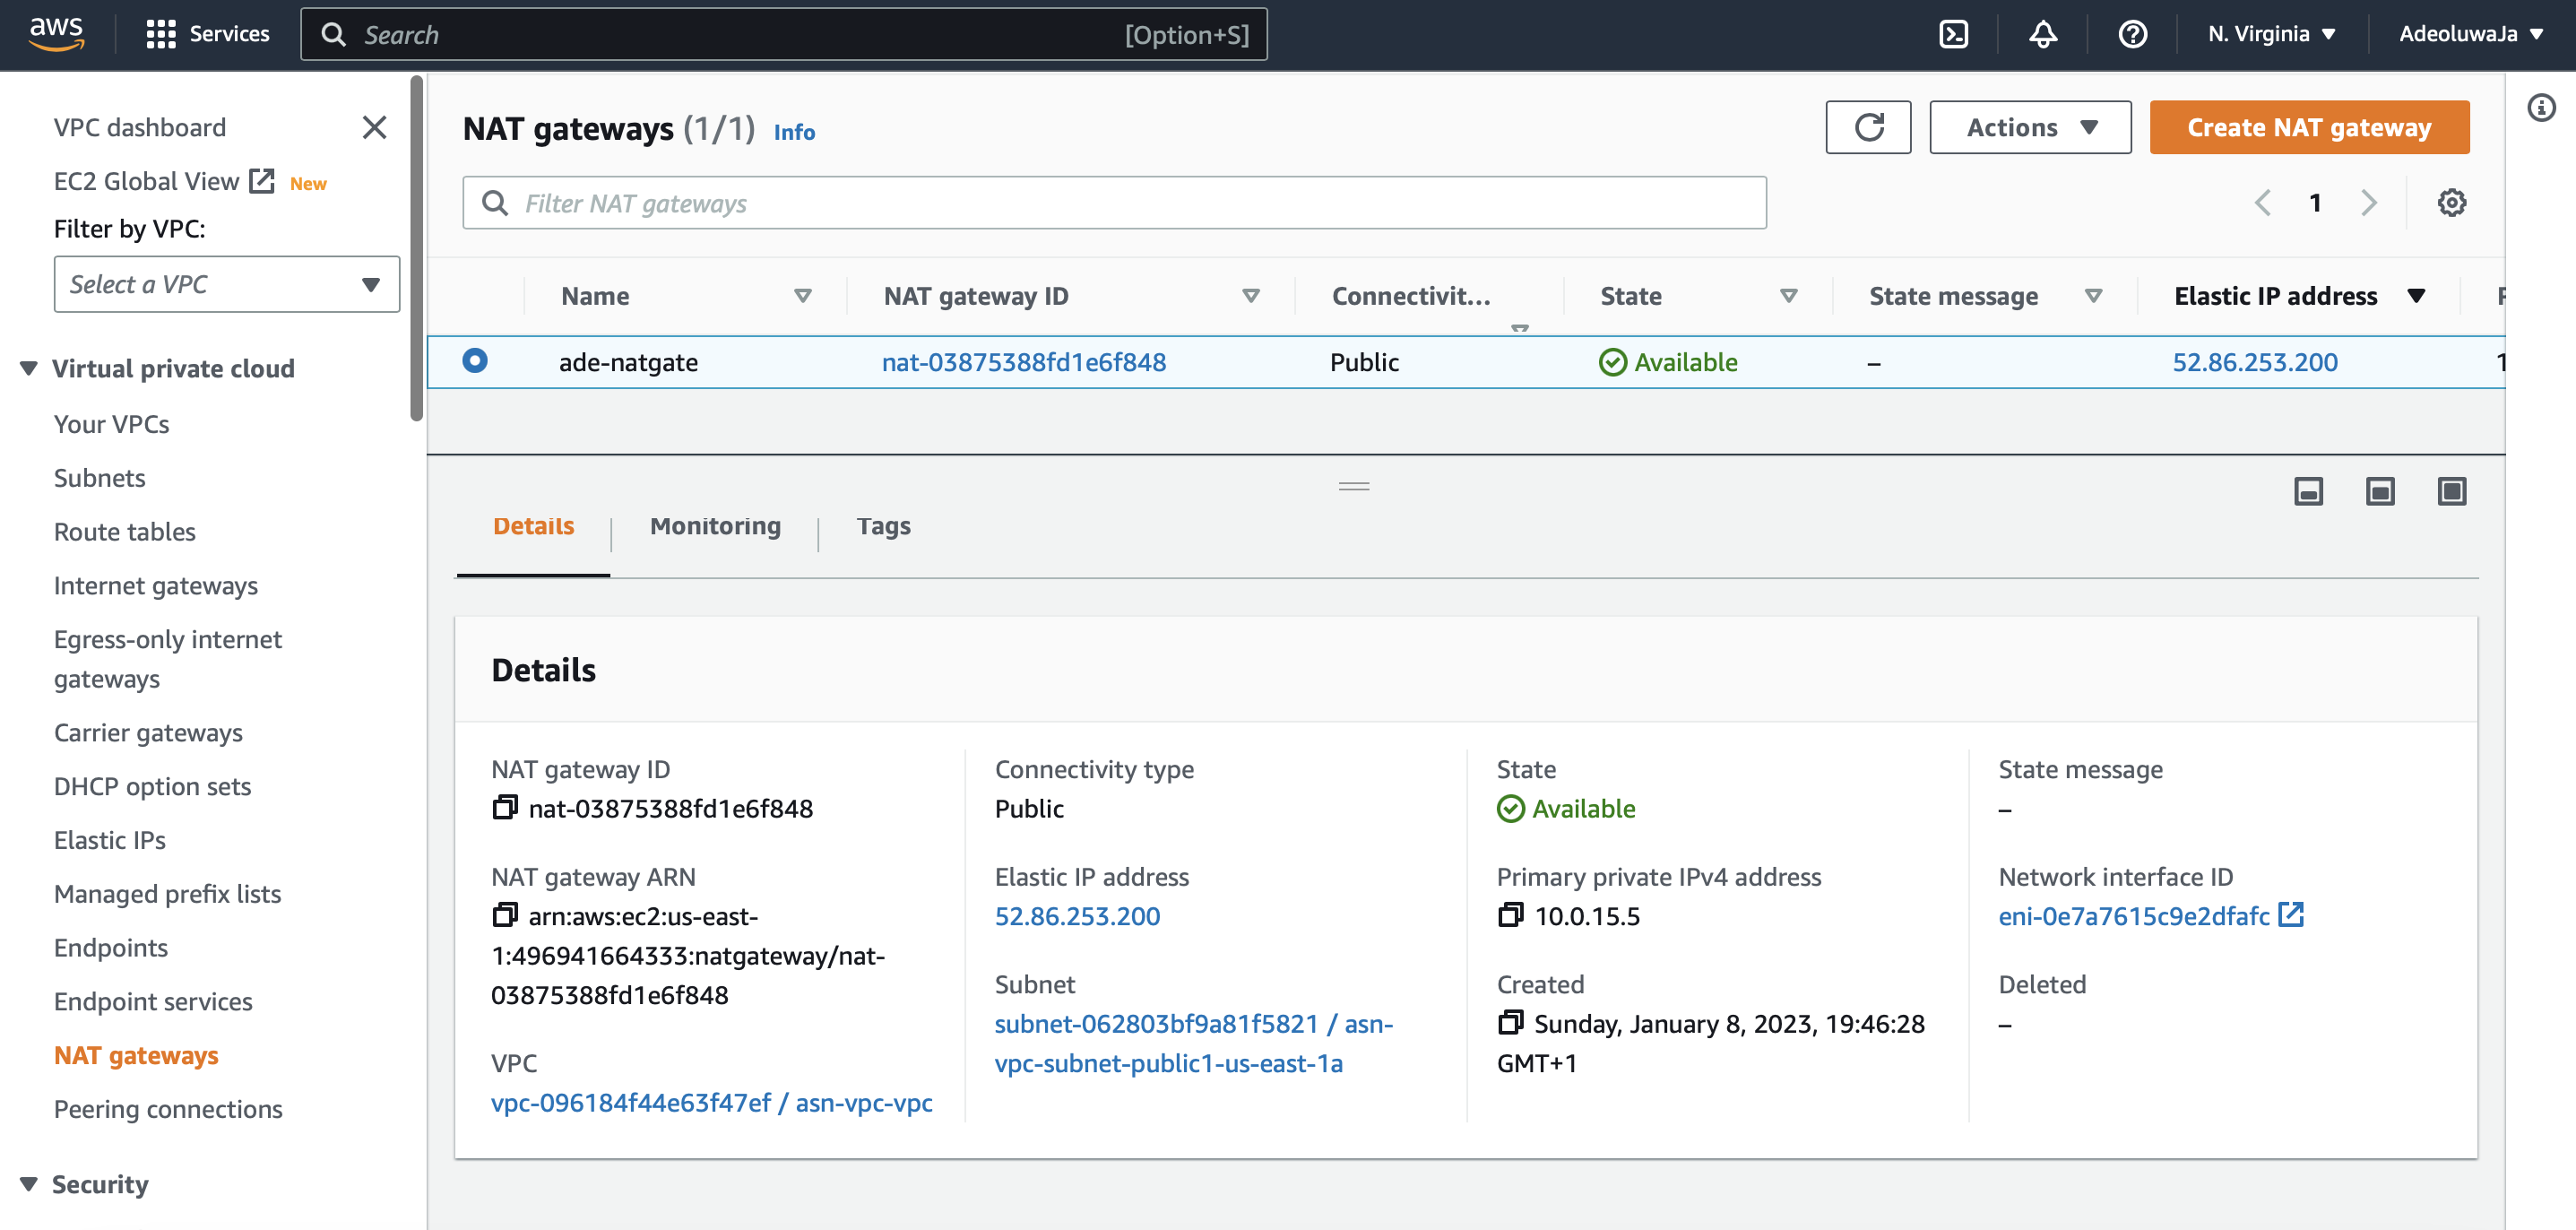 aws
Services
Search
[Option+S]
N. Virginia
AdeoluwaJa
VPC dashboard
EC2 Global View New
Filter by VPC:
Select a VPC
Virtual private cloud
Your VPCs
Subnets
Route tables
Internet gateways
Egress-only internet
gateways
Carrier gateways
DHCP option sets
Elastic IPs
Managed prefix lists
Endpoints
Endpoint services
NAT gateways
Peering connections
Security
NAT gateways (1/1) Info
Actions
Create NAT gateway
Filter NAT gateways
1
Name
NAT gateway ID
Connectivit...
State
State message
Elastic IP address
ade-natgate
nat-03875388fd1e6f848
Public
Available
–
52.86.253.200
Details
Monitoring
Tags
Details
NAT gateway ID
nat-03875388fd1e6f848
NAT gateway ARN
arn:aws:ec2:us-east-
1:496941664333:natgateway/nat-
03875388fd1e6f848
VPC
vpc-096184f44e63f47ef / asn-vpc-vpc
Connectivity type
Public
Elastic IP address
52.86.253.200
Subnet
subnet-062803bf9a81f5821 / asn-
vpc-subnet-public1-us-east-1a
State
Available
Primary private IPv4 address
10.0.15.5
Created
Sunday, January 8, 2023, 19:46:28
GMT+1
State message
–
Network interface ID
eni-0e7a7615c9e2dfafc
Deleted
–